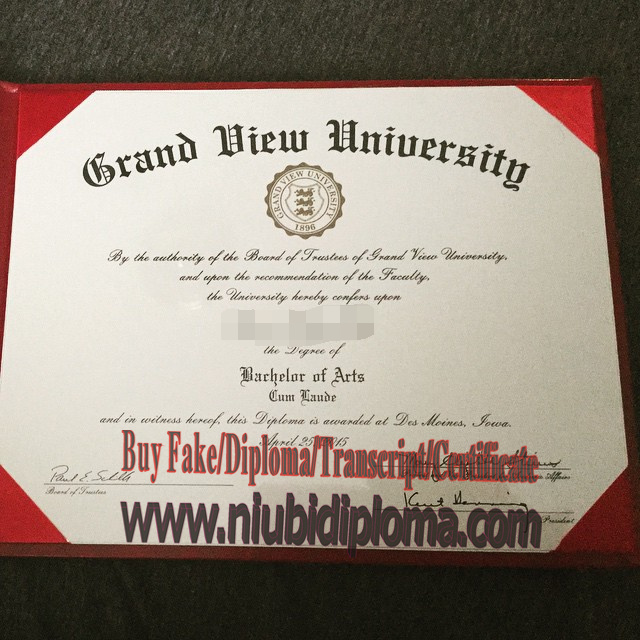 Grand View University
GRAND VIEW UNIVERSITY
1896
By the authority of the Board of Trustees of Grand View University,
and upon the recommendation of the Faculty,
the University hereby confers upon
the Degree of
Bachelor of Arts
Cum Laude
and in witness hereof, this Diploma is awarded at Des Moines, Iowa.
April 25
Buy Fake/Diploma/Transcript/Certificate
Board of Trustees
Affairs
www.niubidiploma.com
President